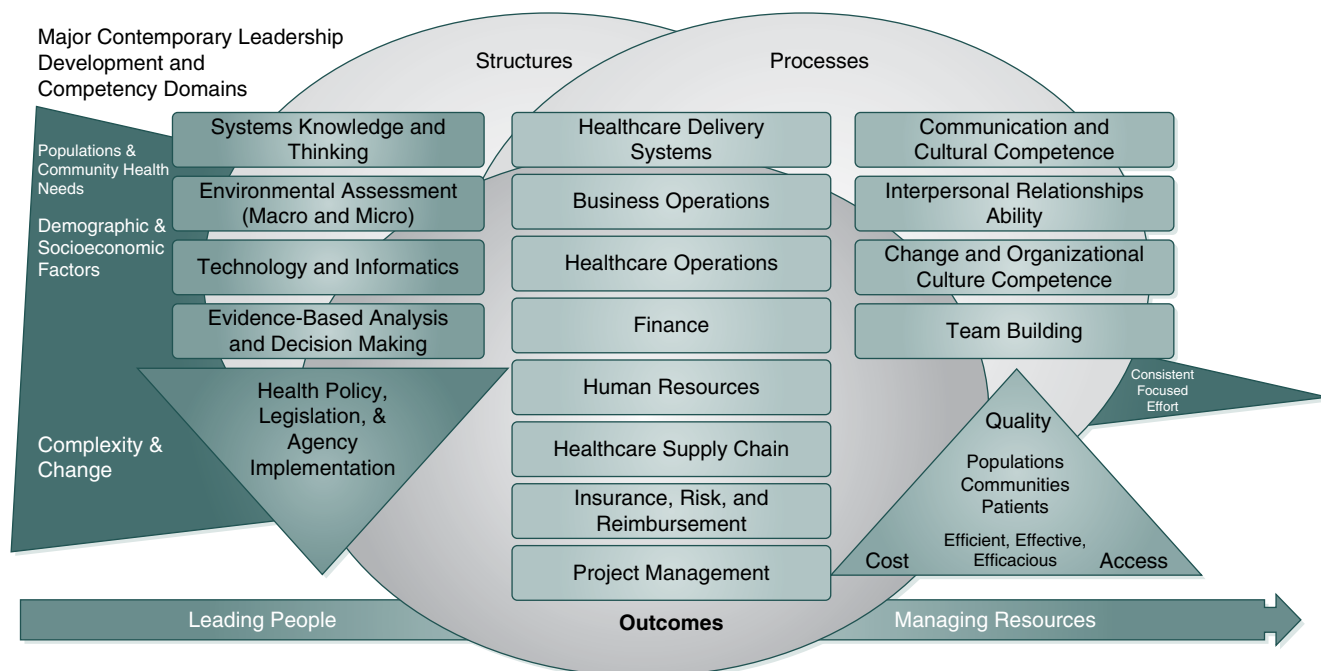 Major Contemporary Leadership
Development and
Competency Domains
Structures
Processes
Populations &
Community Health
Needs
Demographic &
Socioeconomic
Factors
Complexity &
Change
Systems Knowledge and
Thinking
Environmental Assessment
(Macro and Micro)
Technology and Informatics
Evidence-Based Analysis
and Decision Making
Health Policy,
Legislation, &
Agency
Implementation
Healthcare Delivery
Systems
Business Operations
Healthcare Operations
Finance
Human Resources
Healthcare Supply Chain
Insurance, Risk, and
Reimbursement
Project Management
Communication and
Cultural Competence
Interpersonal Relationships
Ability
Change and Organizational
Culture Competence
Team Building
Consistent
Focused
Effort
Quality
Populations
Communities
Patients
Efficient, Effective,
Efficacious
Cost
Access
Leading People
Outcomes
Managing Resources